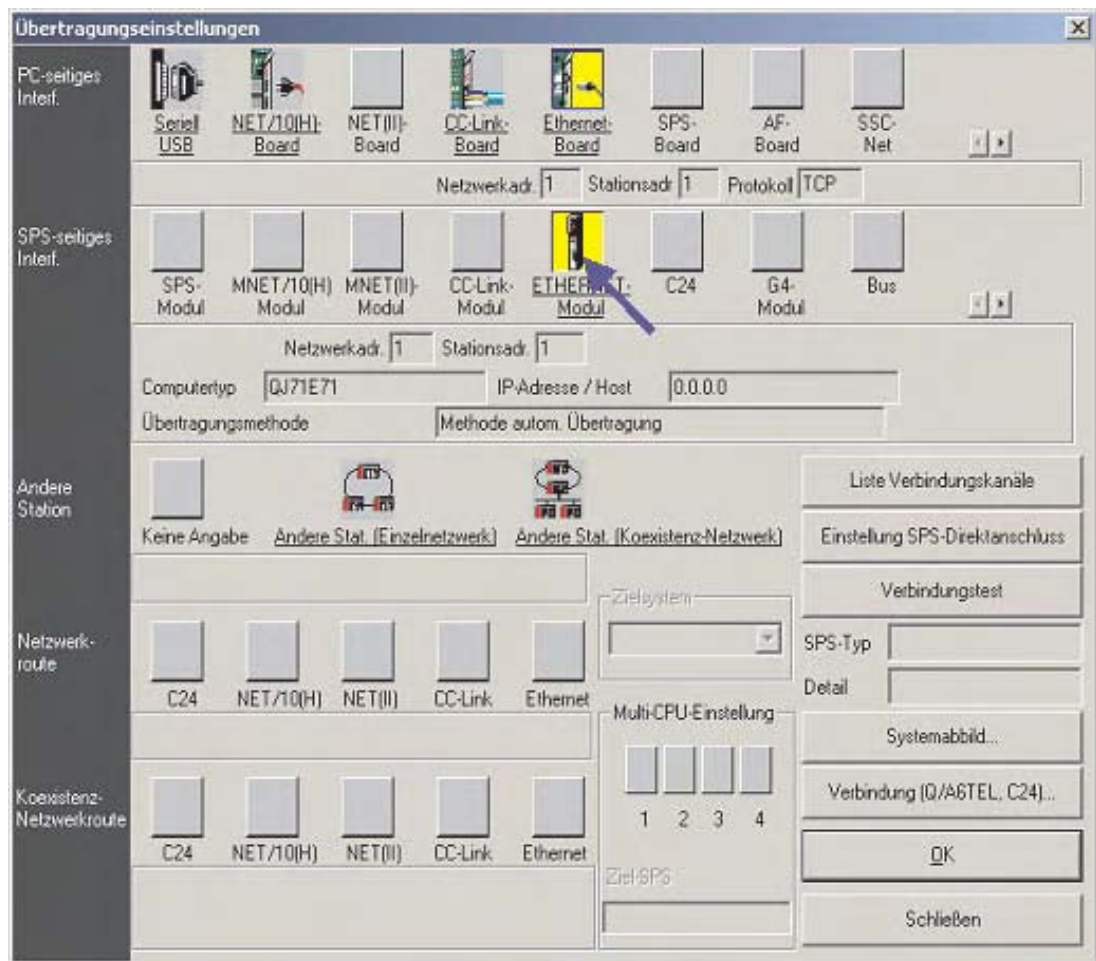 Übertragungseinstellungen
PC-seitiges
Interf.
Seriell
USB
NET/10(H)-
Board
NET(II)-
Board
CC-Link-
Board
Ethernet-
Board
SPS-
Board
AF-
Board
SSC-
Net
Netzwerkadr. 1 Stationsadr 1 Protokoll TCP
SPS-seitiges
Interf.
SPS-
Modul
MNET/10(H)
Modul
MNET(II)-
Modul
CC-Link-
Modul
Modul
C24
G4-
Modul
Bus
Netzwerkadr. 1 Stationsadr. 1
Computertyp QJ71E71 IP-Adresse / Host 0.0.0.0
Übertragungsmethode Methode autom. Übertragung
Andere
Station
Keine Angabe Andere Stat. (Einzelnetzwerk) Andere Stat. (Koexistenz-Netzwerk)
Liste Verbindungskanäle
Einstellung SPS-Direktanschluss
Verbindungstest
Zielsystem
SPS-Typ
Detail
Netzwerk-
route
C24 NET/10(H) NET(II) CC-Link Ethernet
Multi-CPU-Einstellung
1 2 3 4
Systemabbild...
Verbindung (Q/A6TEL, C24)...
Koexistenz-
Netzwerkroute
C24 NET/10(H) NET(II) CC-Link Ethernet
Ziel-SPS
OK
Schließen